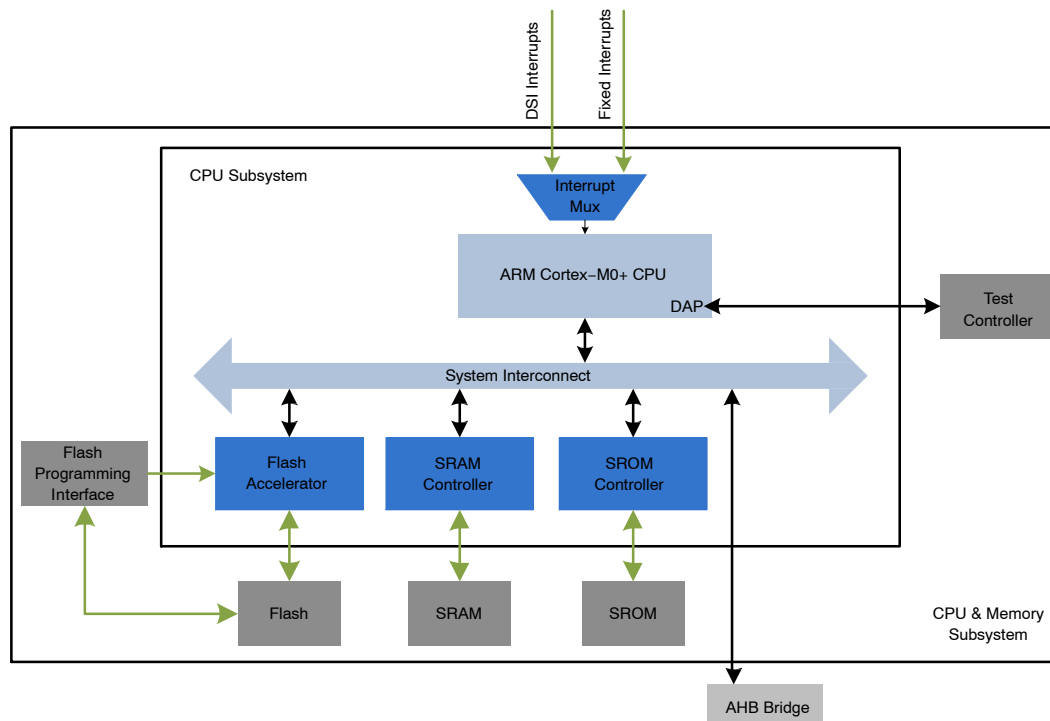 DSI Interrupts
Fixed Interrupts
CPU Subsystem
Interrupt
Mux
ARM Cortex−M0+ CPU
DAP
Test
Controller
System Interconnect
Flash
Programming
Interface
Flash
Accelerator
SRAM
Controller
SROM
Controller
Flash
SRAM
SROM
CPU & Memory
Subsystem
AHB Bridge